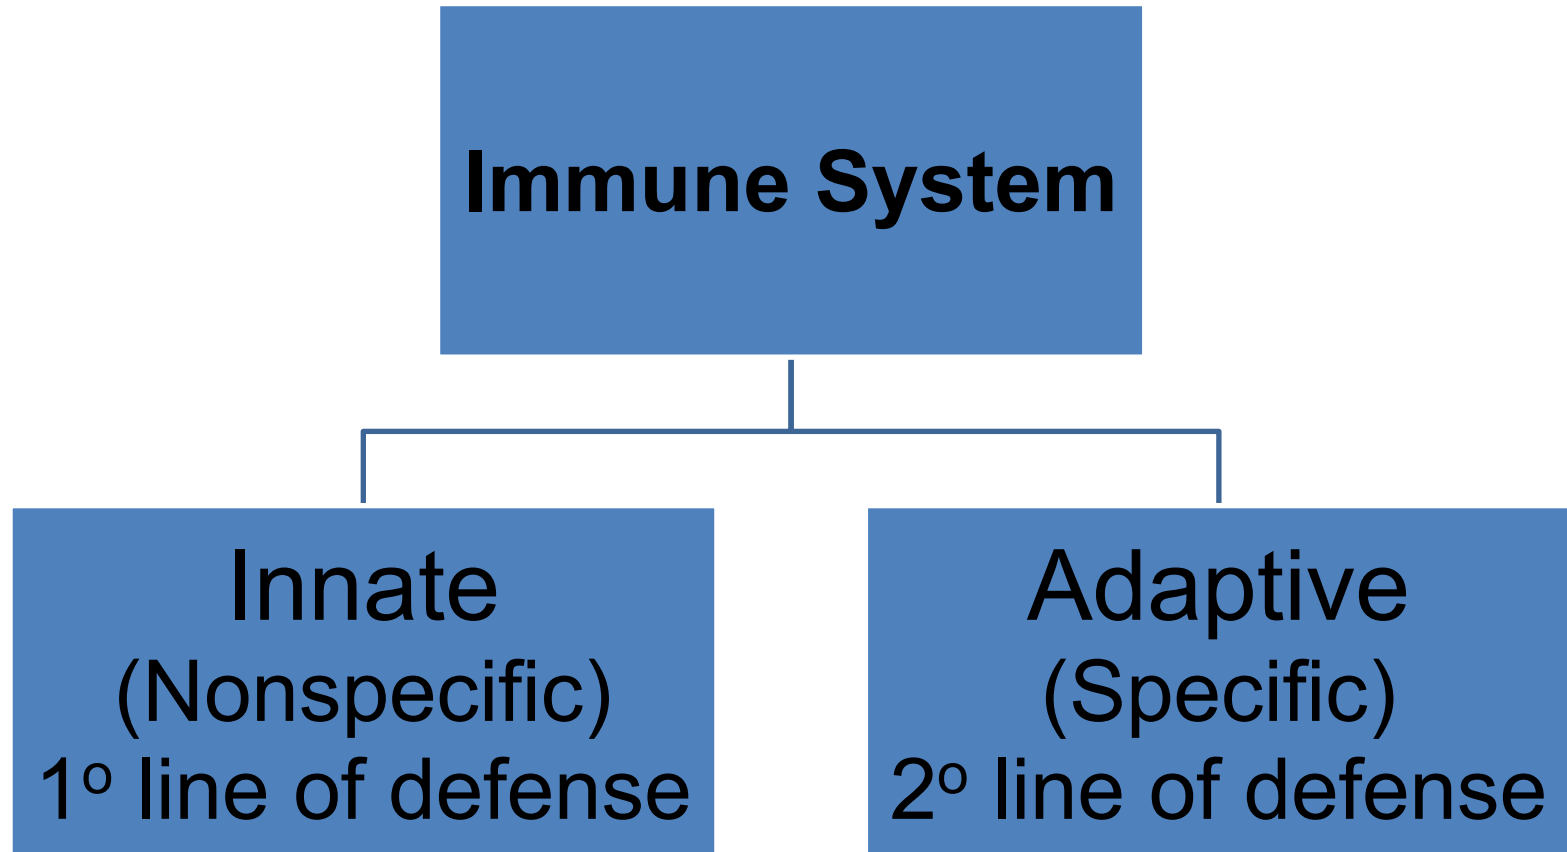 Immune System
Innate
(Nonspecific)
1º line of defense
Adaptive
(Specific)
2º line of defense